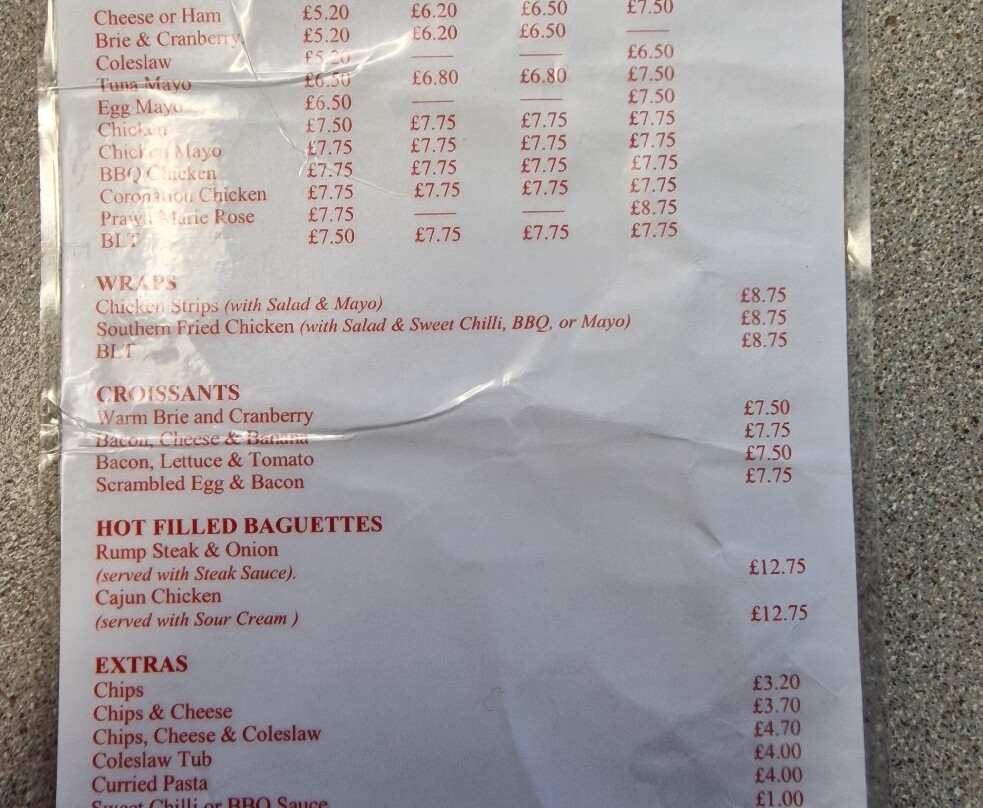 Cheese or Ham £5.20 £6.20 £6.50 £7.50
Brie & Cranberry £5.20 £6.20 £6.50 ——
Coleslaw £5.20 —— —— £6.50
Tuna Mayo £6.50 £6.80 £6.80 £7.50
Egg Mayo £6.50 —— —— £7.50
Chicken £7.50 £7.75 £7.75 £7.75
Chicken Mayo £7.75 £7.75 £7.75 £7.75
BBQ Chicken £7.75 £7.75 £7.75 £7.75
Coronation Chicken £7.75 £7.75 £7.75 £7.75
Prawn Marie Rose £7.75 —— —— £8.75
BLT £7.50 £7.75 £7.75 £7.75
WRAPS
Chicken Strips (with Salad & Mayo) £8.75
Southern Fried Chicken (with Salad & Sweet Chilli, BBQ, or Mayo) £8.75
BLT £8.75
CROISSANTS
Warm Brie and Cranberry £7.50
Bacon, Cheese & Banana £7.75
Bacon, Lettuce & Tomato £7.50
Scrambled Egg & Bacon £7.75
HOT FILLED BAGUETTES
Rump Steak & Onion
(served with Steak Sauce). £12.75
Cajun Chicken
(served with Sour Cream ) £12.75
EXTRAS
Chips £3.20
Chips & Cheese £3.70
Chips, Cheese & Coleslaw £4.70
Coleslaw Tub £4.00
Curried Pasta £4.00
Sweet Chilli or BBQ Sauce £1.00